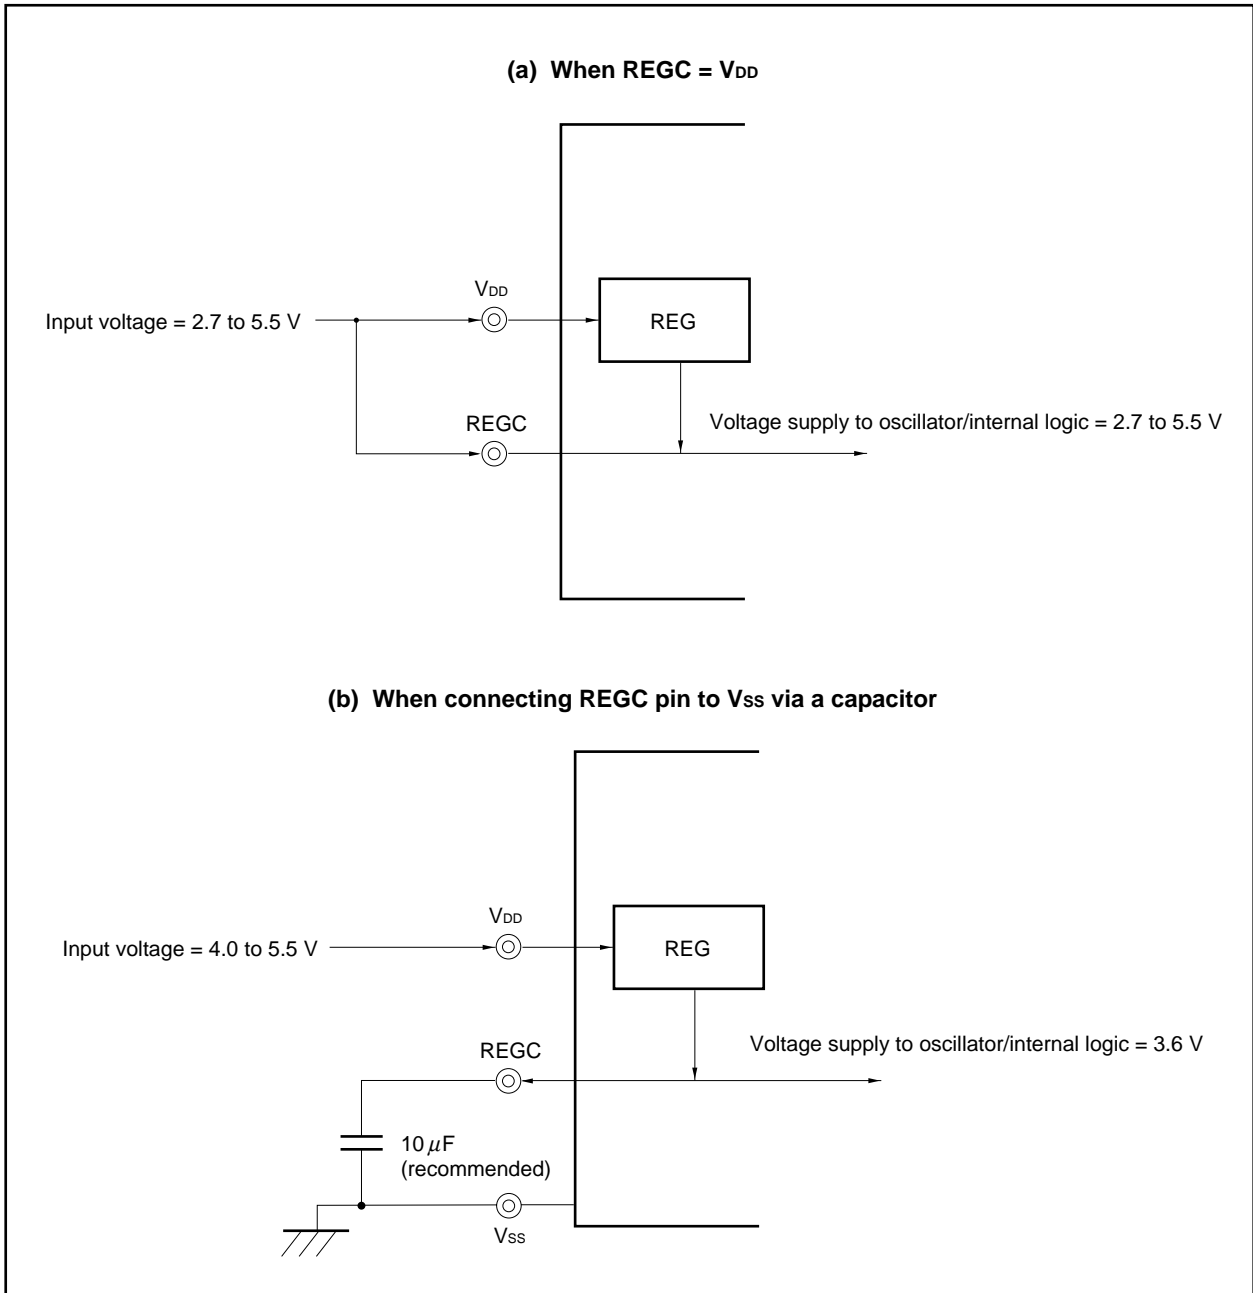 (a) When REGC = VDD
VDD
Input voltage = 2.7 to 5.5 V
REG
REGC
Voltage supply to oscillator/internal logic = 2.7 to 5.5 V
(b) When connecting REGC pin to VSS via a capacitor
VDD
Input voltage = 4.0 to 5.5 V
REG
REGC
Voltage supply to oscillator/internal logic = 3.6 V
10 μF
(recommended)
VSS